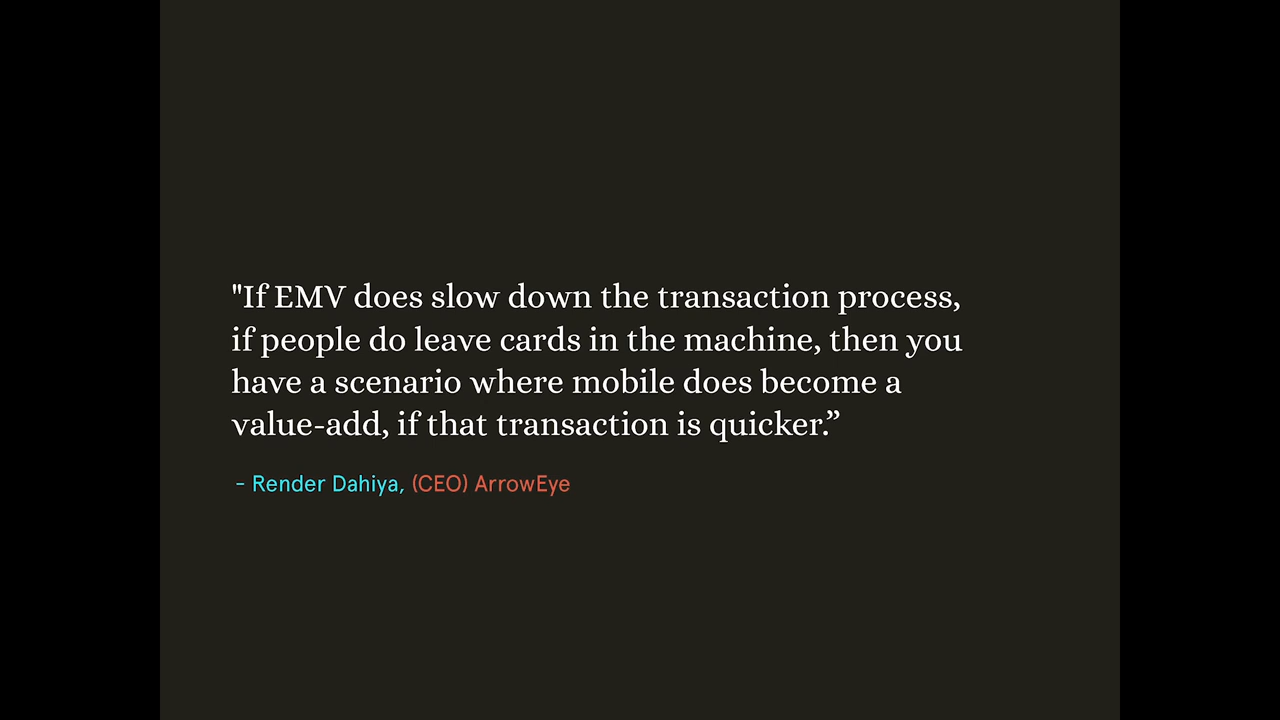 "If EMV does slow down the transaction process,
if people do leave cards in the machine, then you
have a scenario where mobile does become a
value-add, if that transaction is quicker.”
- Render Dahiya, (CEO) ArrowEye